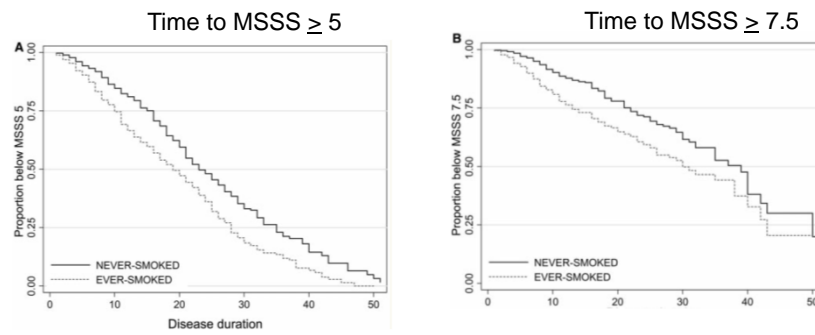 Time to MSSS ≥ 5
A
Proportion below MSSS 5
1.00
0.75
0.50
0.25
0.00
NEVER-SMOKED
EVER-SMOKED
0 10 20 30 40 50
Disease duration
Time to MSSS ≥ 7.5
B
Proportion below MSSS 7.5
1.00
0.75
0.50
0.25
0.00
NEVER-SMOKED
EVER-SMOKED
0 10 20 30 40 50